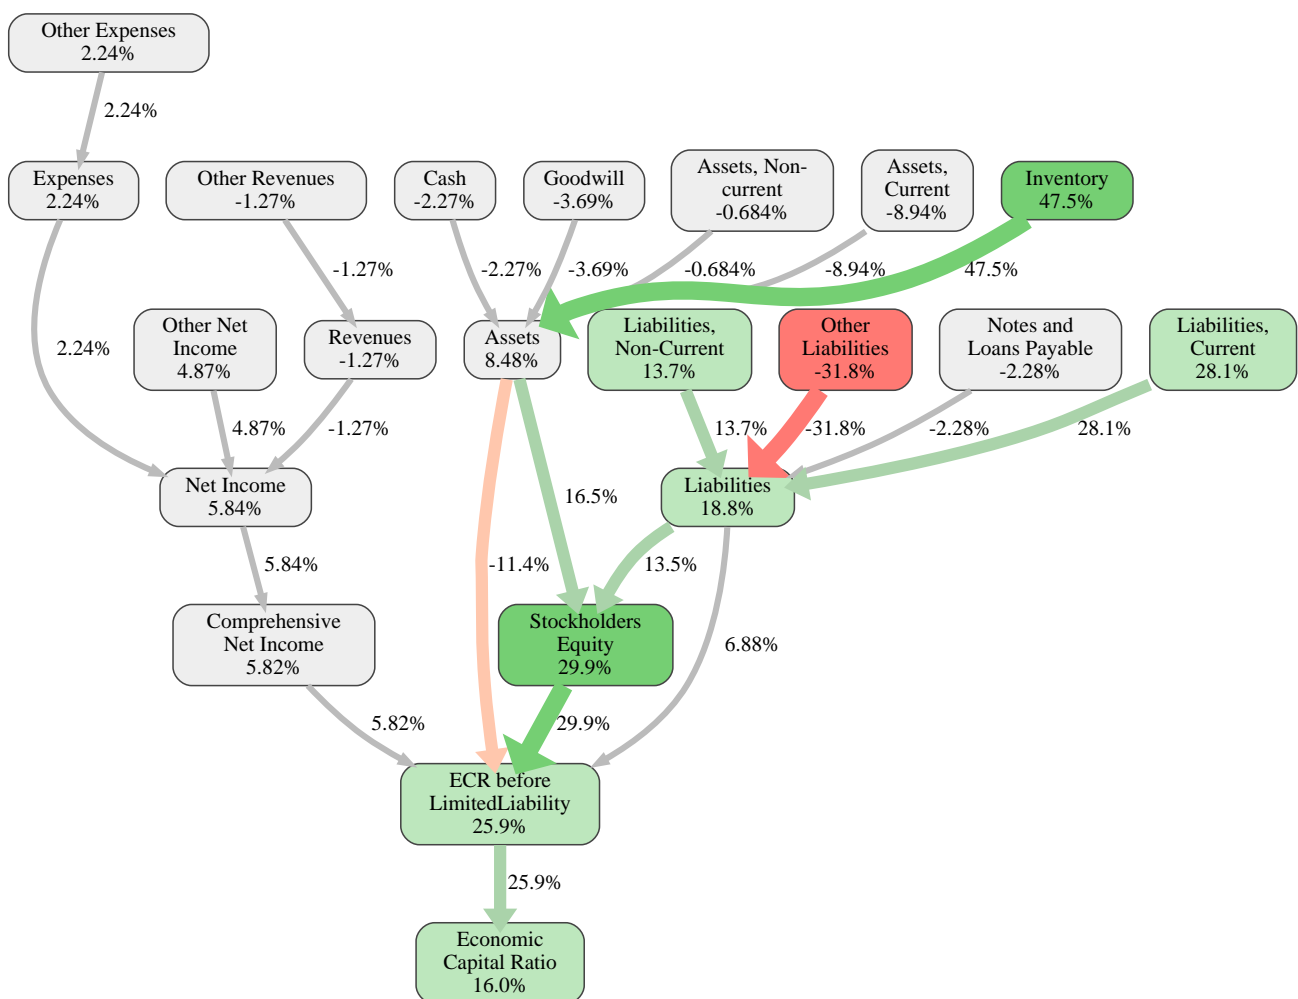 Other Expenses
2.24%
2.24%
Expenses
2.24%
Other Revenues
-1.27%
Cash
-2.27%
Goodwill
-3.69%
Assets, Non-
current
-0.684%
Assets,
Current
-8.94%
Inventory
47.5%
-1.27%
-2.27%
-3.69%
-0.684%
-8.94%
47.5%
2.24%
Other Net
Income
4.87%
Revenues
-1.27%
Assets
8.48%
Liabilities,
Non-Current
13.7%
Other
Liabilities
-31.8%
Notes and
Loans Payable
-2.28%
Liabilities,
Current
28.1%
4.87%
-1.27%
13.7%
-31.8%
-2.28%
28.1%
Net Income
5.84%
16.5%
Liabilities
18.8%
5.84%
-11.4%
13.5%
Comprehensive
Net Income
5.82%
Stockholders
Equity
29.9%
6.88%
5.82%
29.9%
ECR before
LimitedLiability
25.9%
25.9%
Economic
Capital Ratio
16.0%